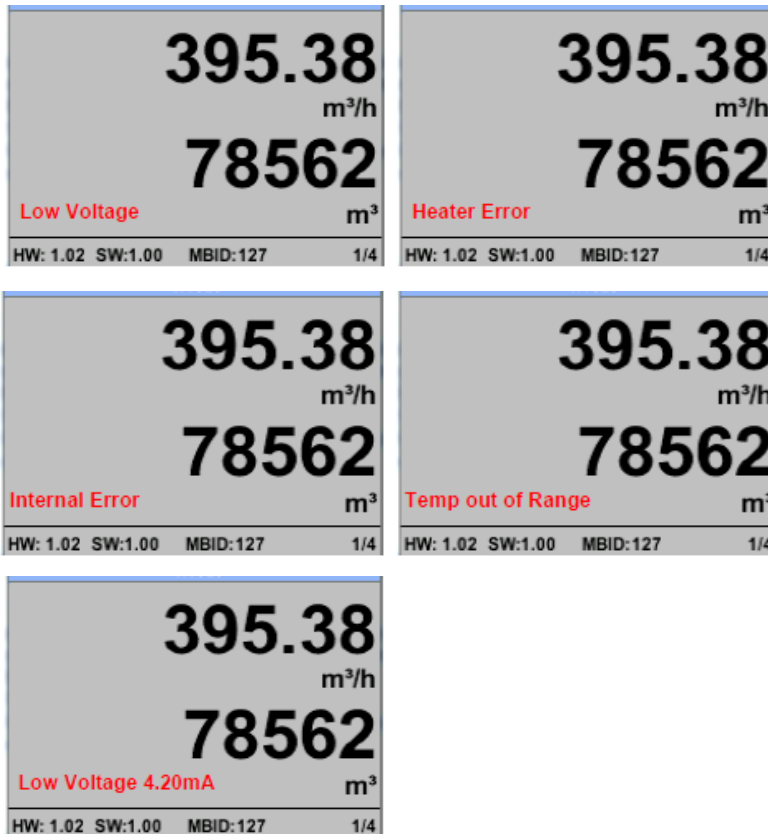 395.38
m³/h
78562
Low Voltage m³
HW: 1.02 SW:1.00 MBID:127 1/4
395.38
m³/h
78562
Heater Error m³
HW: 1.02 SW:1.00 MBID:127 1/4
395.38
m³/h
78562
Internal Error m³
HW: 1.02 SW:1.00 MBID:127 1/4
395.38
m³/h
78562
Temp out of Range m³
HW: 1.02 SW:1.00 MBID:127 1/4
395.38
m³/h
78562
Low Voltage 4.20mA m³
HW: 1.02 SW:1.00 MBID:127 1/4